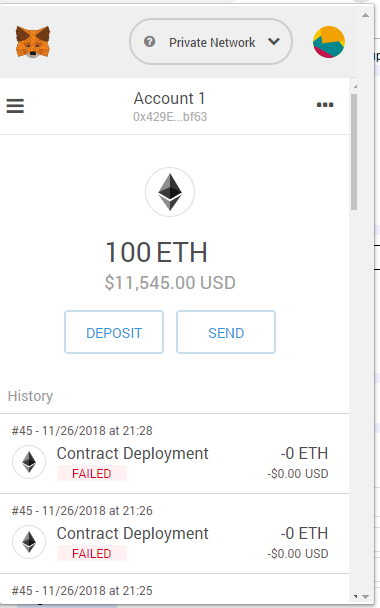 Private Network
Account 1
0x429E...bf63
100 ETH
$11,545.00 USD
DEPOSIT SEND
History
#45 - 11/26/2018 at 21:28
Contract Deployment -0 ETH
FAILED -$0.00 USD
#45 - 11/26/2018 at 21:26
Contract Deployment -0 ETH
FAILED -$0.00 USD
#45 - 11/26/2018 at 21:25